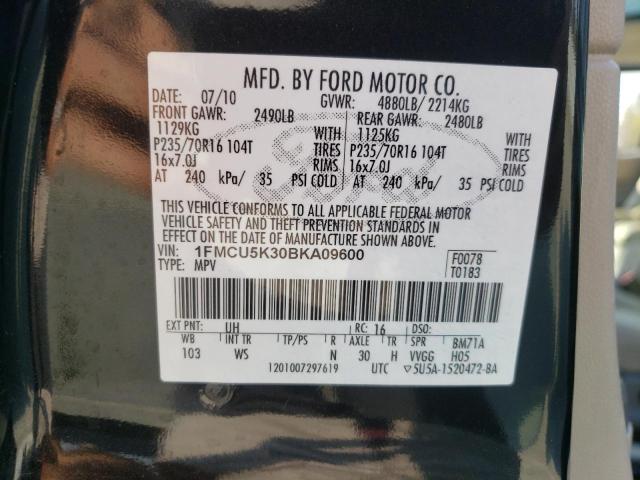 MFD. BY FORD MOTOR CO.
DATE: 07/10 GVWR: 4880LB/ 2214KG
FRONT GAWR: 2490LB REAR GAWR: 2480LB
1129KG WITH 1125KG WITH
P235/70R16 104T TIRES P235/70R16 104T TIRES
16x7.0J RIMS 16x7.0J RIMS
AT 240 kPa/ 35 PSI COLD AT 240 kPa/ 35 PSI COLD
THIS VEHICLE CONFORMS TO ALL APPLICABLE FEDERAL MOTOR
VEHICLE SAFETY AND THEFT PREVENTION STANDARDS IN
EFFECT ON THE DATE OF MANUFACTURE SHOWN ABOVE.
VIN: 1FMCU5K30BKA09600 F0078
TYPE: MPV T0183
EXT PNT: UH RC: 16 DSO:
WB INT TR TP/PS R AXLE TR SPR BM71A
103 WS N 30 H VVGG H05
1201007297619 UTC ▽5U5A-1520472-BA